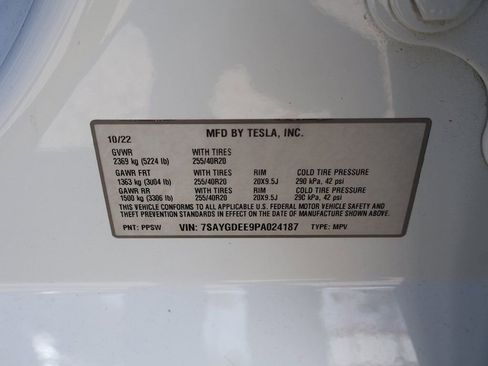 MFD BY TESLA, INC.
10/22
GVWR WITH TIRES
2369 kg (5224 lb) 255/40R20
GAWR FRT WITH TIRES RIM COLD TIRE PRESSURE
1363 kg (3004 lb) 255/40R20 20X9.5J 290 kPa, 42 psi
GAWR RR WITH TIRES RIM COLD TIRE PRESSURE
1500 kg (3306 lb) 255/40R20 20X9.5J 290 kPa, 42 psi
THIS VEHICLE CONFORMS TO ALL APPLICABLE U.S. FEDERAL MOTOR VEHICLE SAFETY AND
THEFT PREVENTION STANDARDS IN EFFECT ON THE DATE OF MANUFACTURE SHOWN ABOVE.
PNT: PPSW VIN: 7SAYGDEE9PA024187 TYPE: MPV